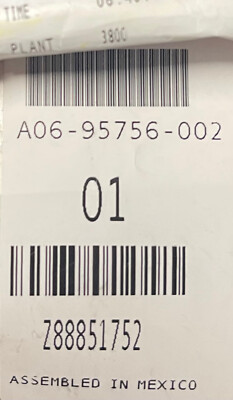 TIME
PLANT 3800
A06-95756-002
01
Z88851752
ASSEMBLED IN MEXICO